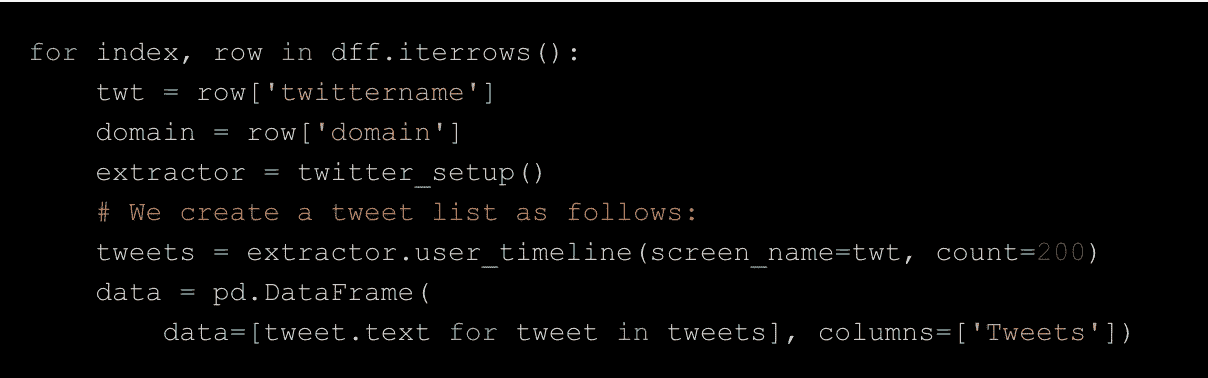 for index, row in dff.iterrows():
    twt = row['twittername']
    domain = row['domain']
    extractor = twitter_setup()
    # We create a tweet list as follows:
    tweets = extractor.user_timeline(screen_name=twt, count=200)
    data = pd.DataFrame(
        data=[tweet.text for tweet in tweets], columns=['Tweets'])